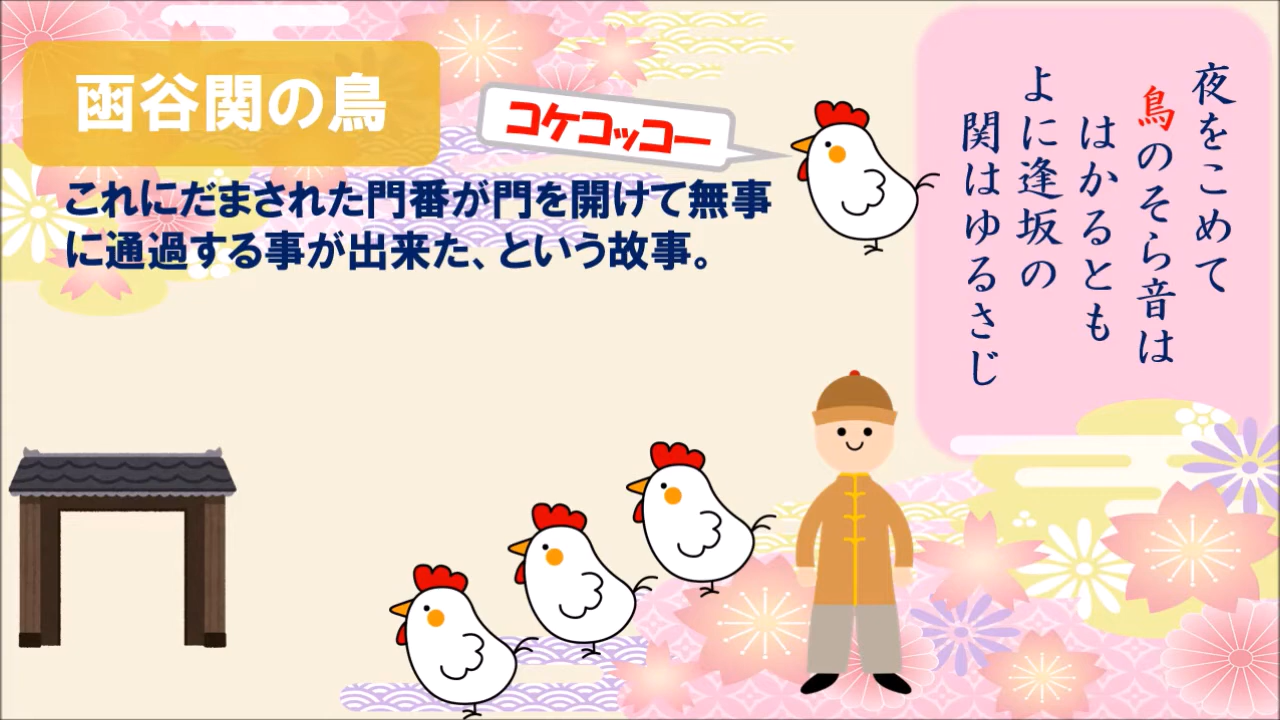 函谷関の鳥
コケコッコー
これにだまされた門番が門を開けて無事
に通過する事が出来た、という故事。
夜をこめて
鳥のそら音は
はかるとも
よに逢坂の
関はゆるさじ